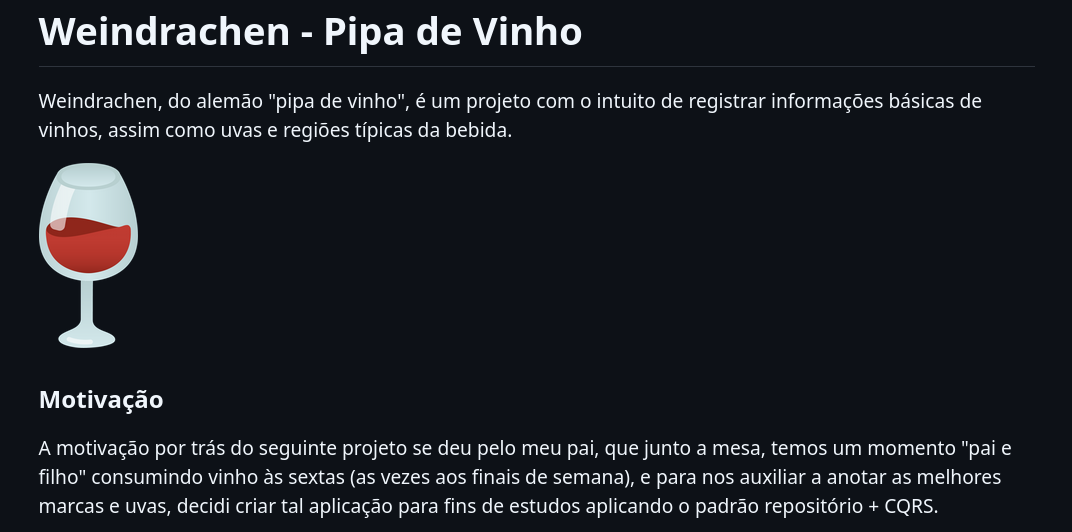 Weindrachen - Pipa de Vinho
Weindrachen, do alemão "pipa de vinho", é um projeto com o intuito de registrar informações básicas de
vinhos, assim como uvas e regiões típicas da bebida.
Motivação
A motivação por trás do seguinte projeto se deu pelo meu pai, que junto a mesa, temos um momento "pai e
filho" consumindo vinho às sextas (as vezes aos finais de semana), e para nos auxiliar a anotar as melhores
marcas e uvas, decidi criar tal aplicação para fins de estudos aplicando o padrão repositório + CQRS.